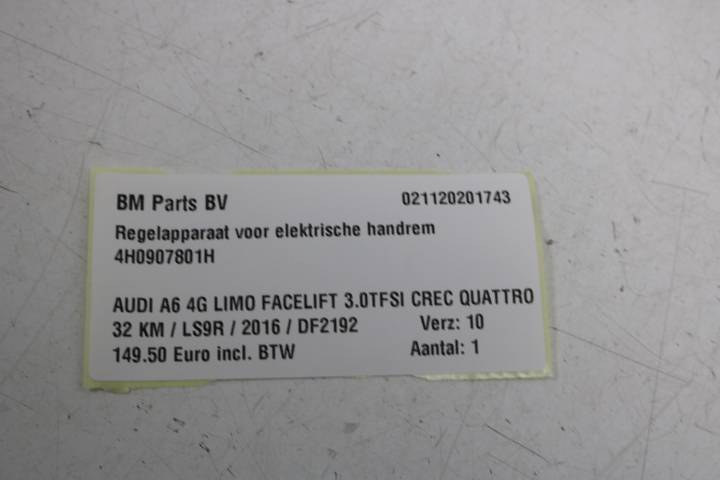 BM Parts BV 021120201743
Regelapparaat voor elektrische handrem
4H0907801H
AUDI A6 4G LIMO FACELIFT 3.0TFSI CREC QUATTRO
32 KM / LS9R / 2016 / DF2192 Verz: 10
149.50 Euro incl. BTW Aantal: 1